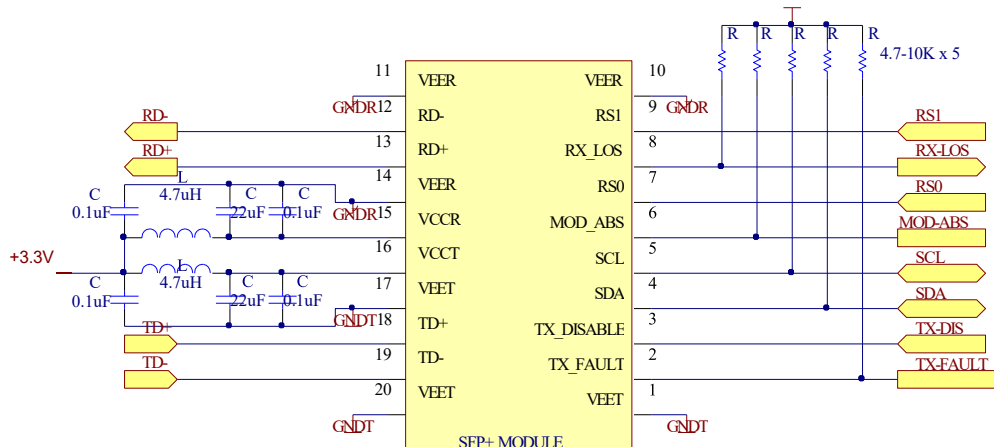 R R R R R
4.7-10K x 5
11 VEER VEER 10
GNDR GNDR
RD- 12 RD- RS1 9 RS1
RD+ 13 RD+ RX_LOS 8 RX-LOS
L
4.7uH
14 VEER RS0 7 RS0
C
0.1uF
C
22uF
C
0.1uF
GNDR
15 VCCR MOD_ABS 6 MOD-ABS
+3.3V
16 VCCT SCL 5 SCL
L
4.7uH
C
0.1uF
C
22uF
C
0.1uF
17 VEET SDA 4 SDA
GNDT
TD+ 18 TD+ TX_DISABLE 3 TX-DIS
TD- 19 TD- TX_FAULT 2 TX-FAULT
20 VEET VEET 1
GNDT GNDT
SFP+ MODULE